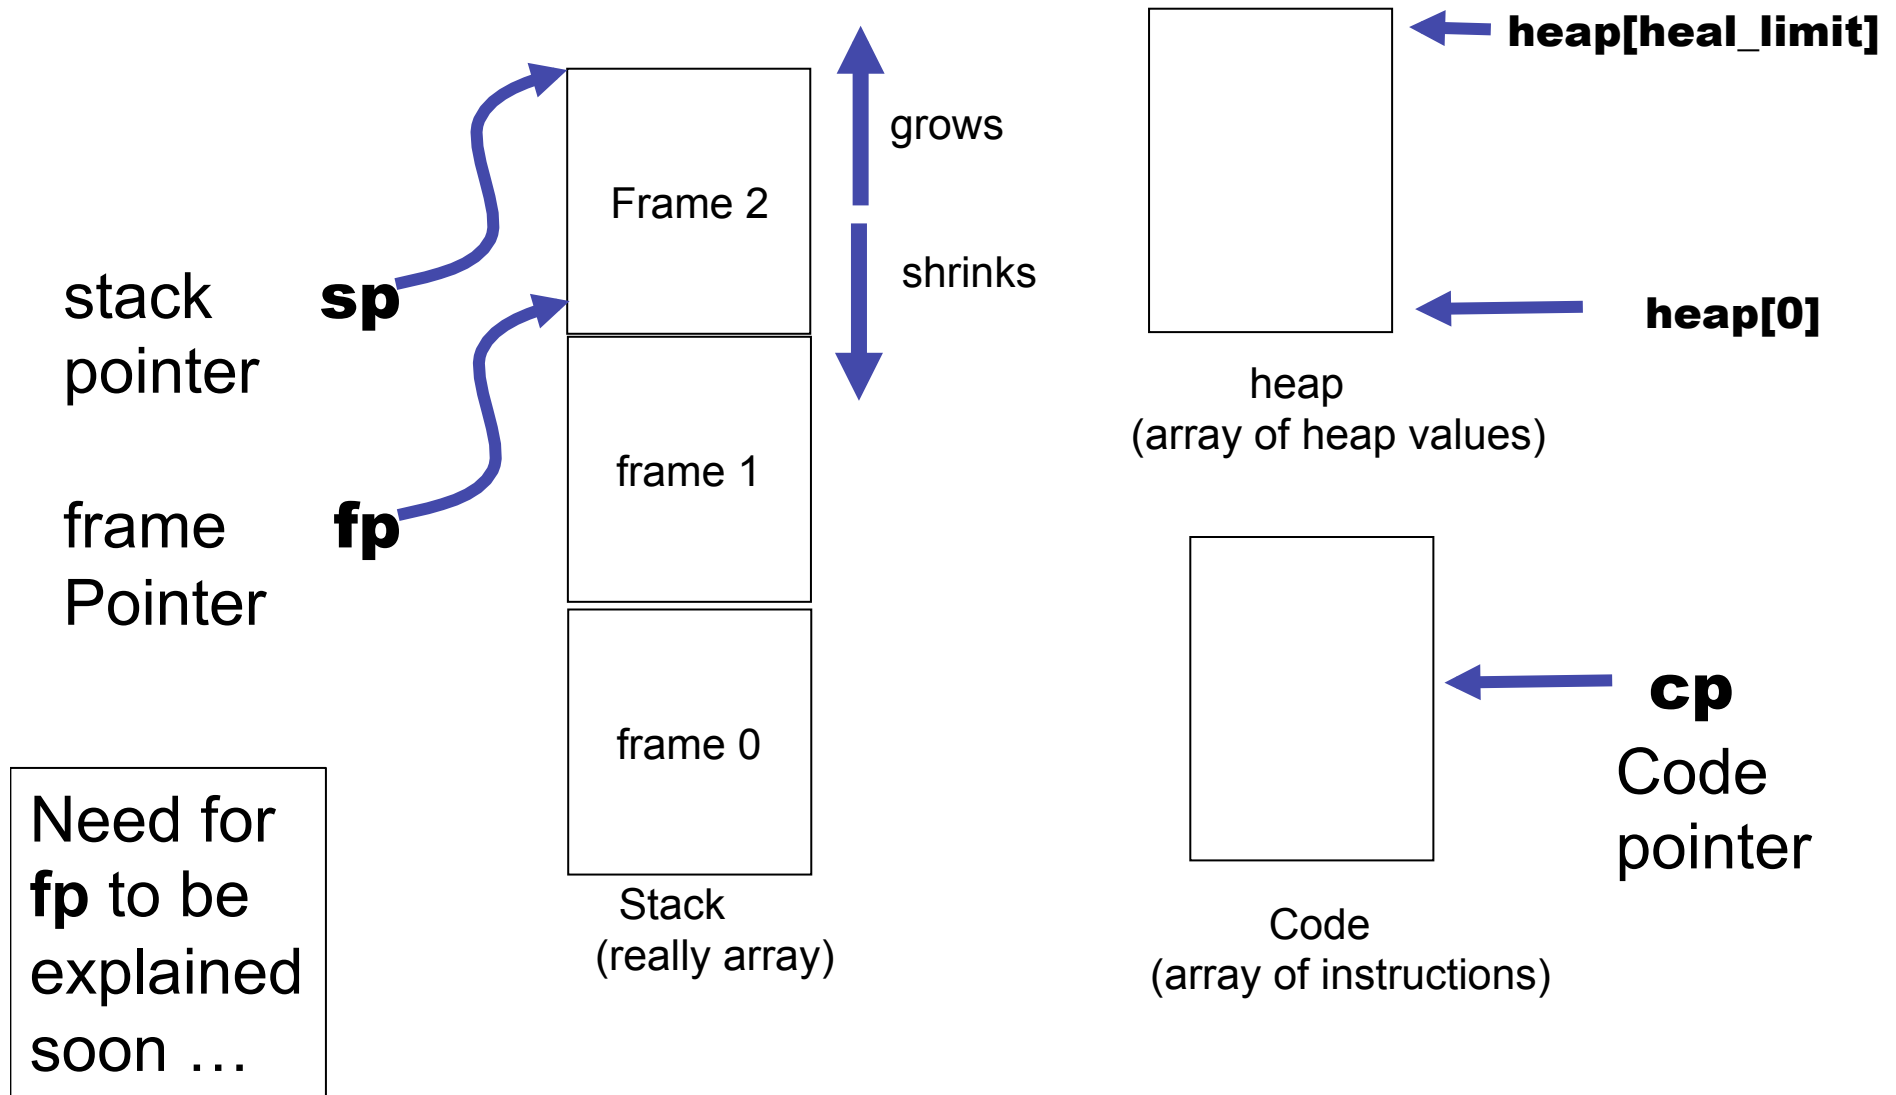 stack
pointer
sp
frame
Pointer
fp
Need for
fp to be
explained
soon …
Frame 2
frame 1
frame 0
Stack
(really array)
grows
shrinks
heap[heal_limit]
heap[0]
heap
(array of heap values)
cp
Code
pointer
Code
(array of instructions)